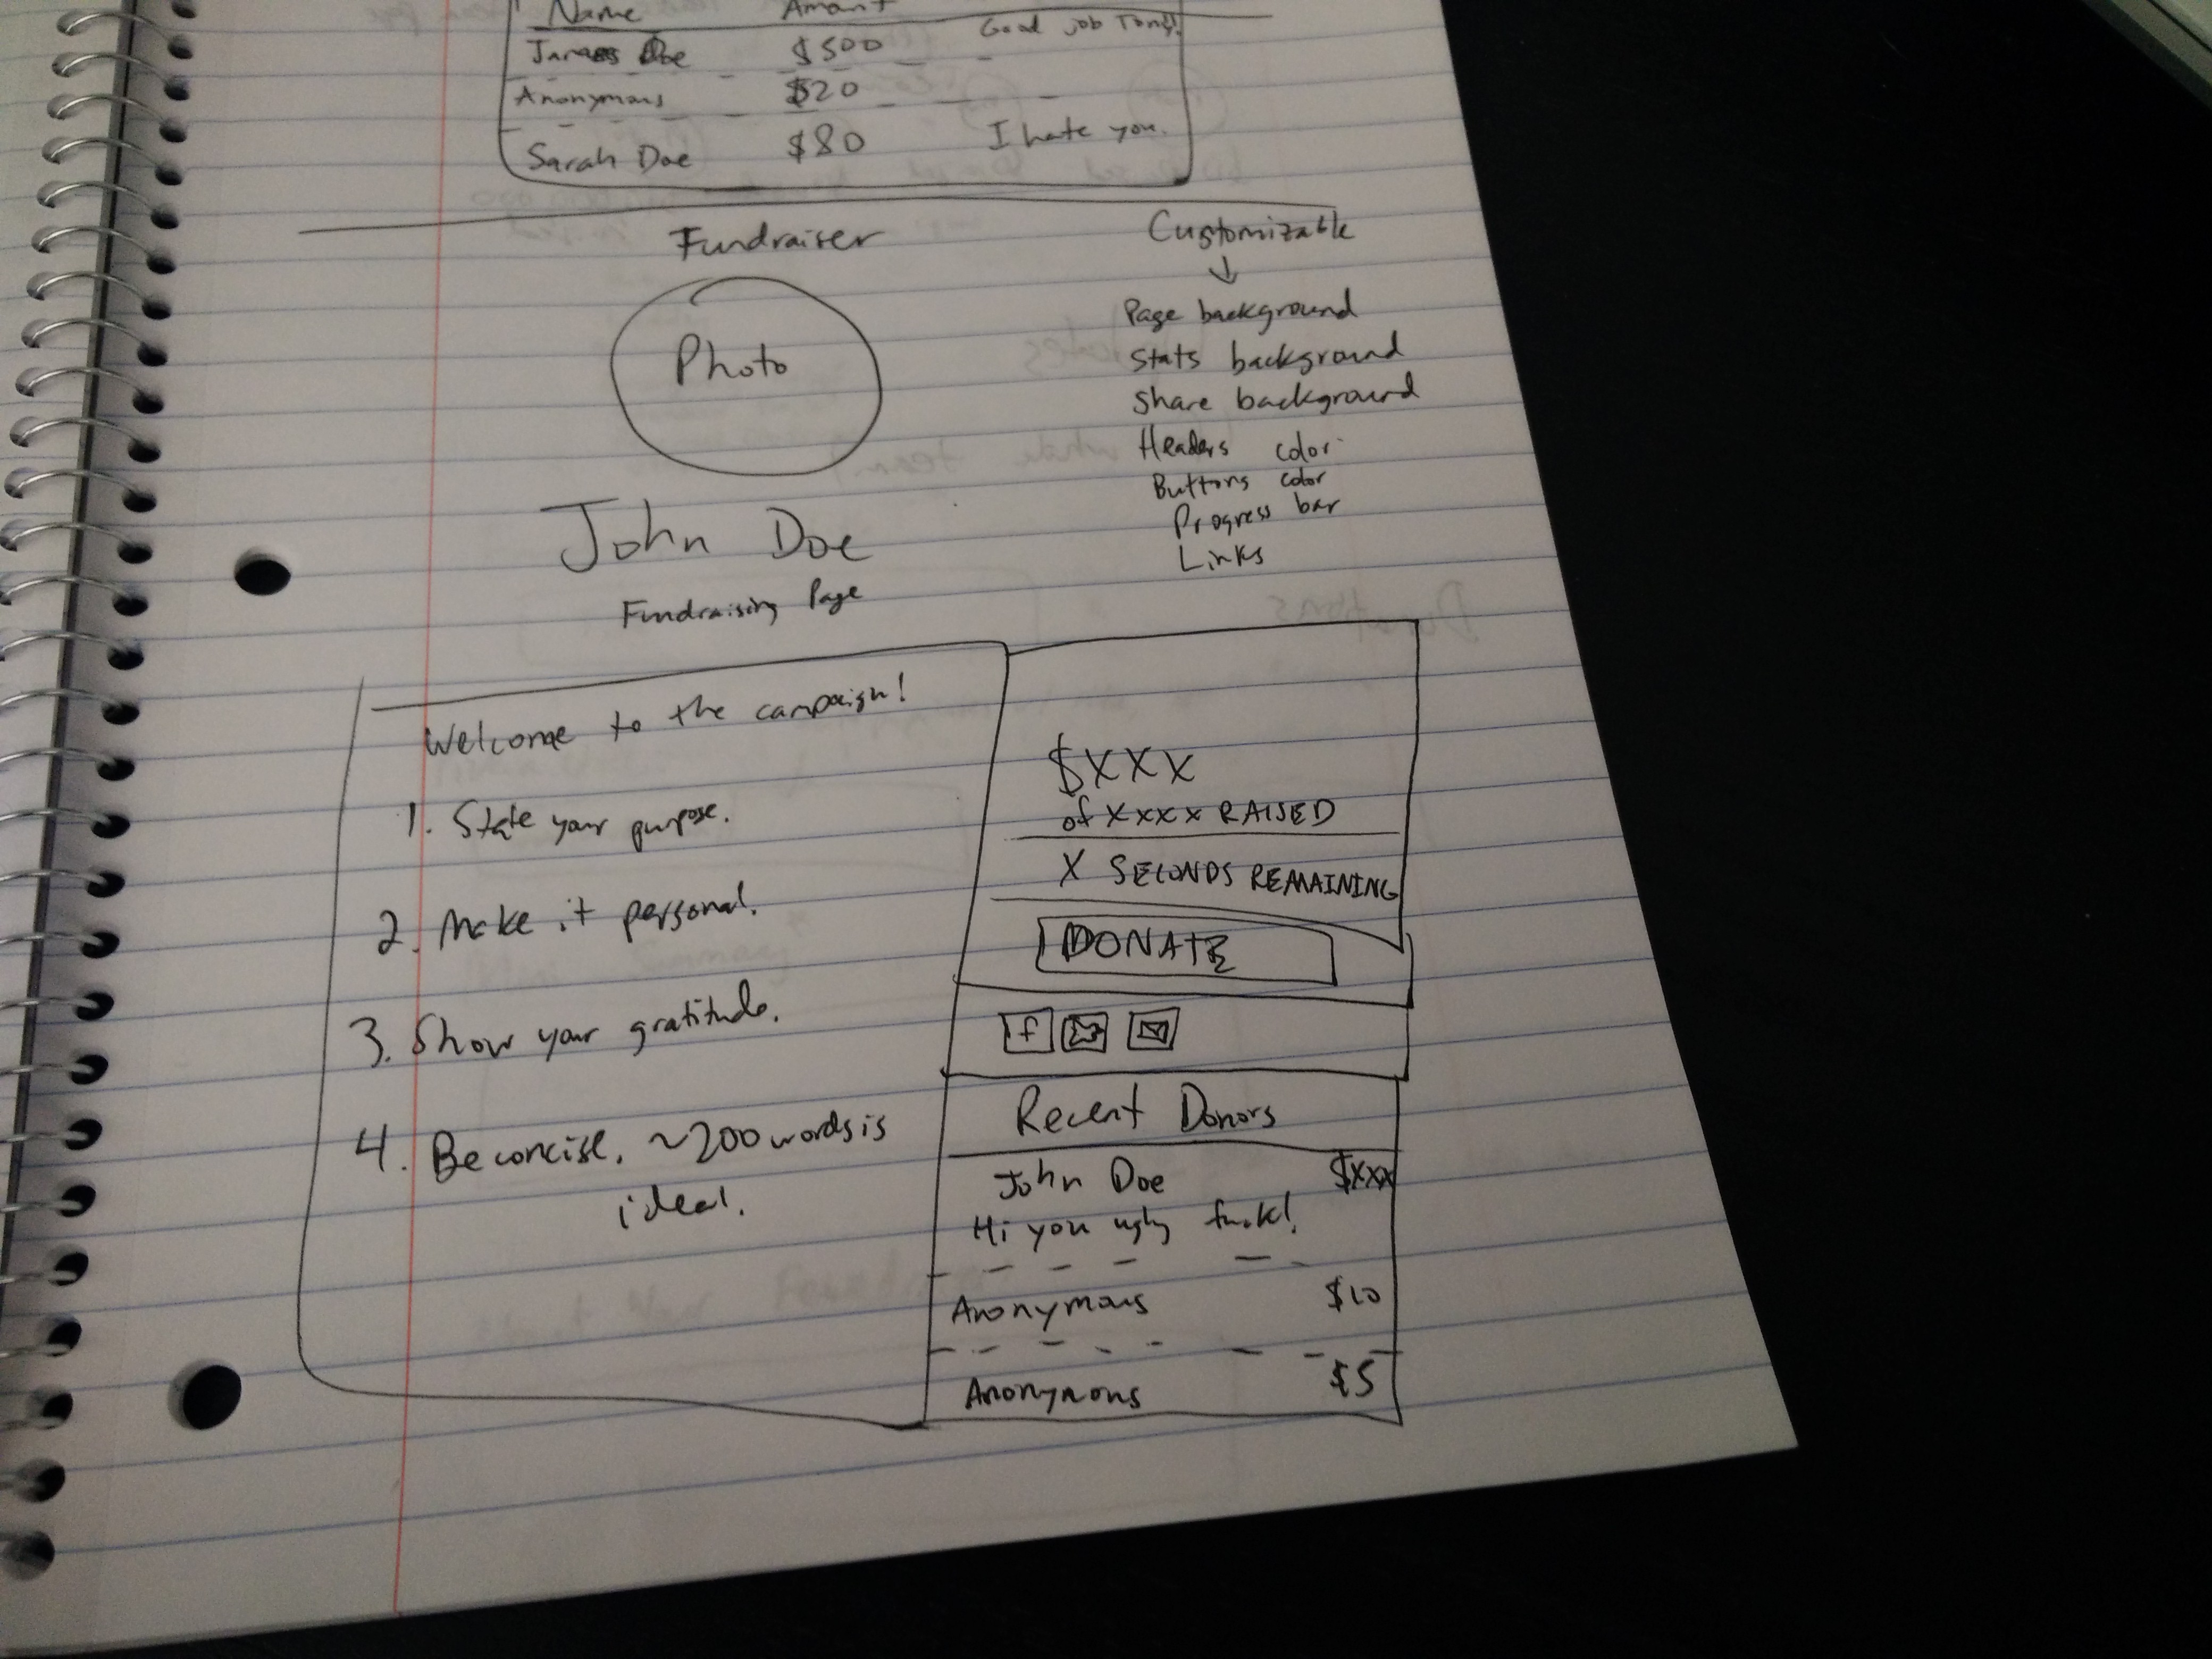 Name Amount
James Doe $500 Good job Tony!
Anonymous $20
Sarah Doe $80 I hate you.
Fundraiser
Photo
John Doe
Fundraising Page
Customizable
Page background
Stats background
Share background
Headers color
Buttons color
Progress bar
Links
Welcome to the campaign!
1. State your purpose.
2. Make it personal.
3. Show your gratitude.
4. Be concise. ~200 words is
ideal.
$XXX
of XXXX RAISED
X SECONDS REMAINING
DONATE
f
Recent Donors
John Doe $XXX
Hi you ugly fuck!
Anonymous $10
Anonymous $5